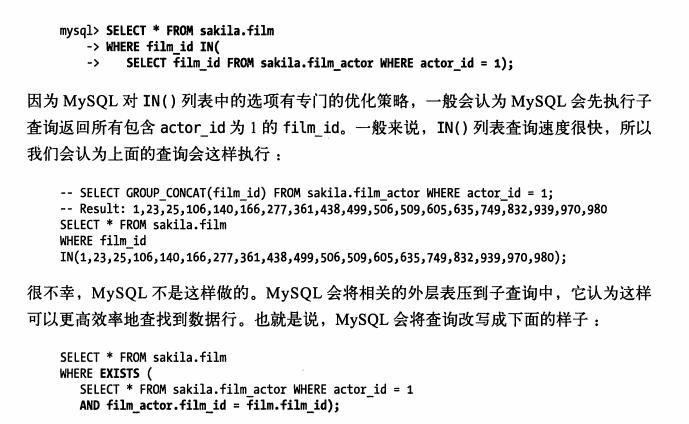 mysql> SELECT * FROM sakila.film
-> WHERE film_id IN(
-> SELECT film_id FROM sakila.film_actor WHERE actor_id = 1);
因为 MySQL 对 IN() 列表中的选项有专门的优化策略，一般会认为 MySQL 会先执行子
查询返回所有包含 actor_id 为 1 的 film_id。一般来说，IN() 列表查询速度很快，所以
我们会认为上面的查询会这样执行：
-- SELECT GROUP_CONCAT(film_id) FROM sakila.film_actor WHERE actor_id = 1;
-- Result: 1,23,25,106,140,166,277,361,438,499,506,509,605,635,749,832,939,970,980
SELECT * FROM sakila.film
WHERE film_id
IN(1,23,25,106,140,166,277,361,438,499,506,509,605,635,749,832,939,970,980);
很不幸，MySQL 不是这样做的。MySQL 会将相关的外层表压到子查询中，它认为这样
可以更高效率地查找到数据行。也就是说，MySQL 会将查询改写成下面的样子：
SELECT * FROM sakila.film
WHERE EXISTS (
SELECT * FROM sakila.film_actor WHERE actor_id = 1
AND film_actor.film_id = film.film_id);